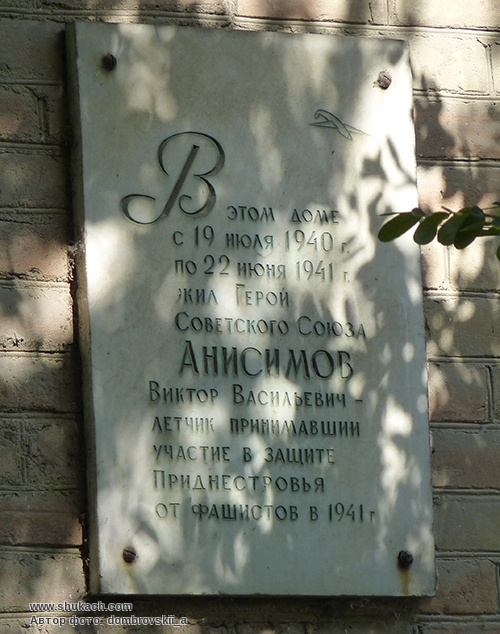 В этом доме
с 19 июля 1940 г.
по 22 июня 1941 г.
жил Герой
Советского Союза
Анисимов
Виктор Васильевич -
летчик принимавший
участие в защите
Приднестровья
от фашистов в 1941 г
www.shukach.com
Автор фото- dombrovskii_a